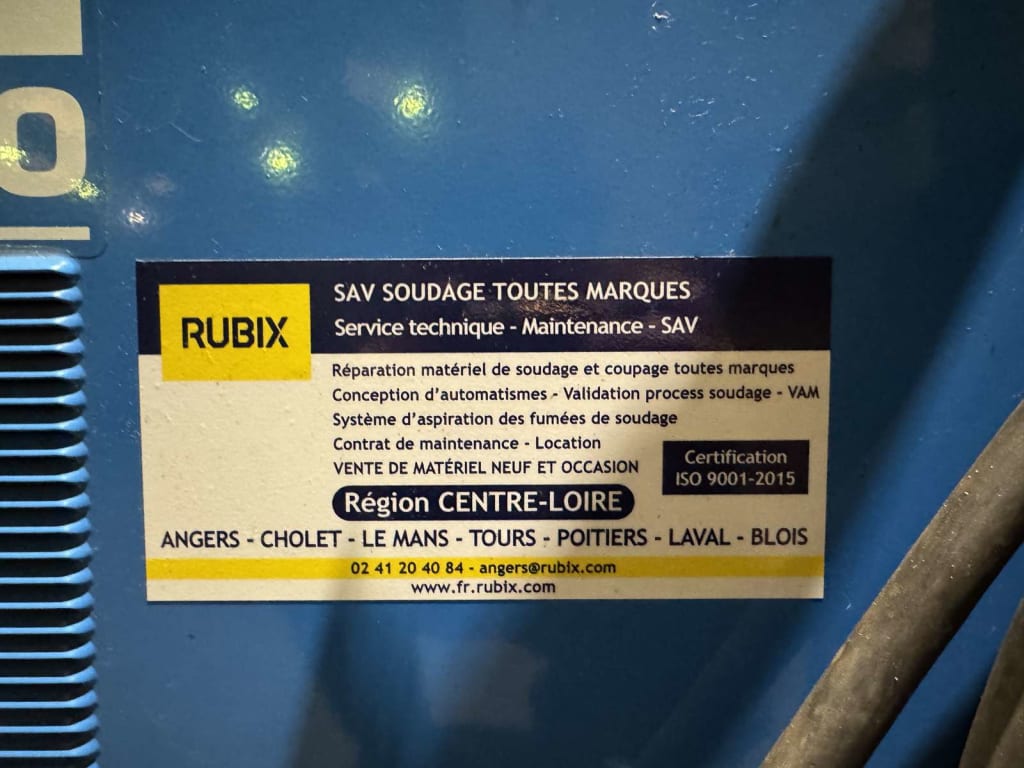 o
RUBIX
SAV SOUDAGE TOUTES MARQUES
Service technique - Maintenance - SAV
Réparation matériel de soudage et coupage toutes marques
Conception d'automatismes - Validation process soudage - VAM
Système d'aspiration des fumées de soudage
Contrat de maintenance - Location
VENTE DE MATÉRIEL NEUF ET OCCASION
Certification
ISO 9001-2015
Région CENTRE-LOIRE
ANGERS - CHOLET - LE MANS - TOURS - POITIERS - LAVAL - BLOIS
02 41 20 40 84 - angers@rubix.com
www.fr.rubix.com